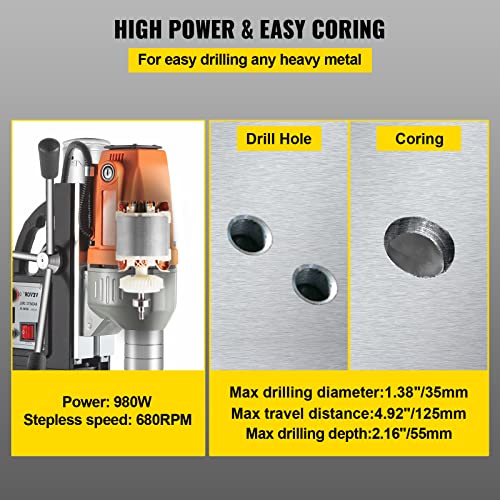 HIGH POWER & EASY CORING
For easy drilling any heavy metal
Drill Hole
Coring
Power: 980W
Stepless speed: 680RPM
Max drilling diameter:1.38"/35mm
Max travel distance:4.92"/125mm
Max drilling depth:2.16"/55mm